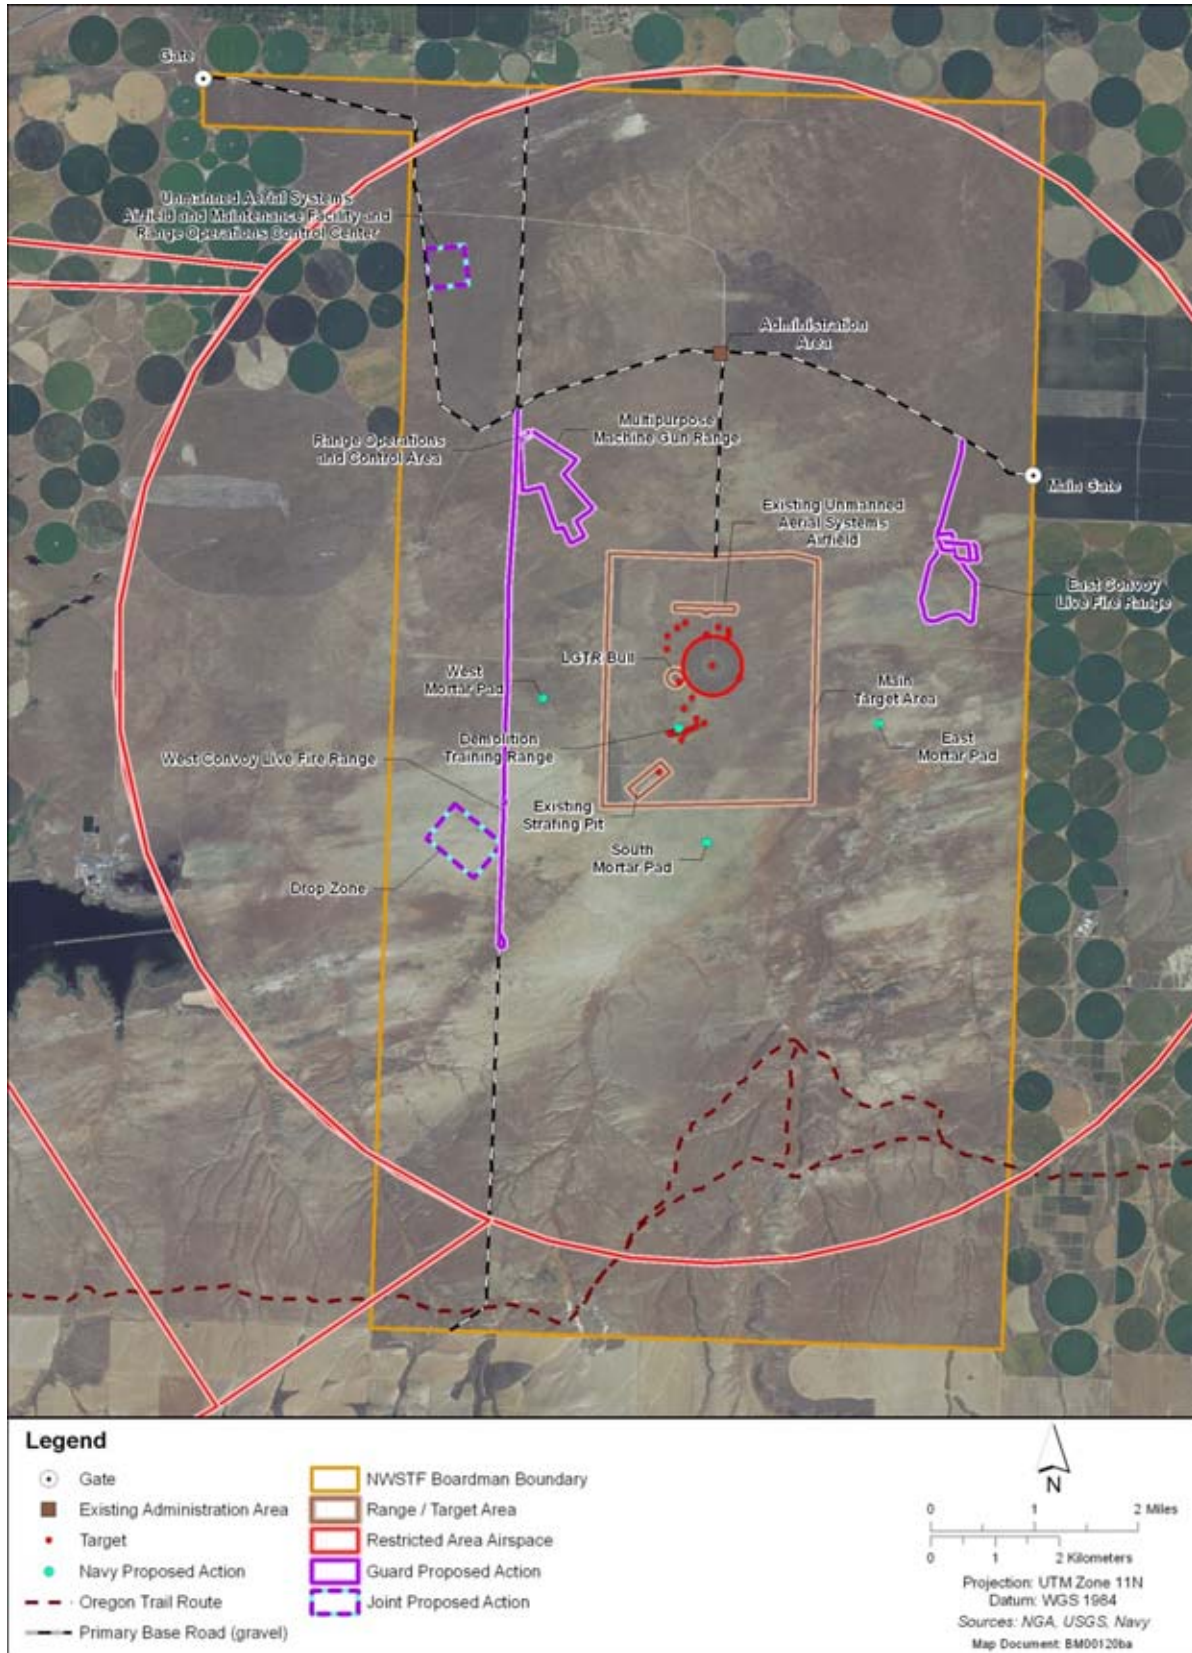 Gate
Unmanned Aerial Systems
Airfield and Maintenance Facility and
Range Operations Control Center
Administration
Area
Range Operations
and Control Area
Multipurpose
Machine Gun Range
Main Gate
Existing Unmanned
Aerial Systems
Airfield
East Convoy
Live Fire Range
LGTR Bull
West
Mortar Pad
Main
Target Area
Demolition
Training Range
East
Mortar Pad
West Convoy Live Fire Range
Existing
Strafing Pit
South
Mortar Pad
Drop Zone
Legend
Gate
Existing Administration Area
Target
Navy Proposed Action
Oregon Trail Route
Primary Base Road (gravel)
NWSTF Boardman Boundary
Range / Target Area
Restricted Area Airspace
Guard Proposed Action
Joint Proposed Action
N
0 1 2 Miles
0 1 2 Kilometers
Projection: UTM Zone 11N
Datum: WGS 1984
Sources: NGA, USGS, Navy
Map Document: BM00120ba